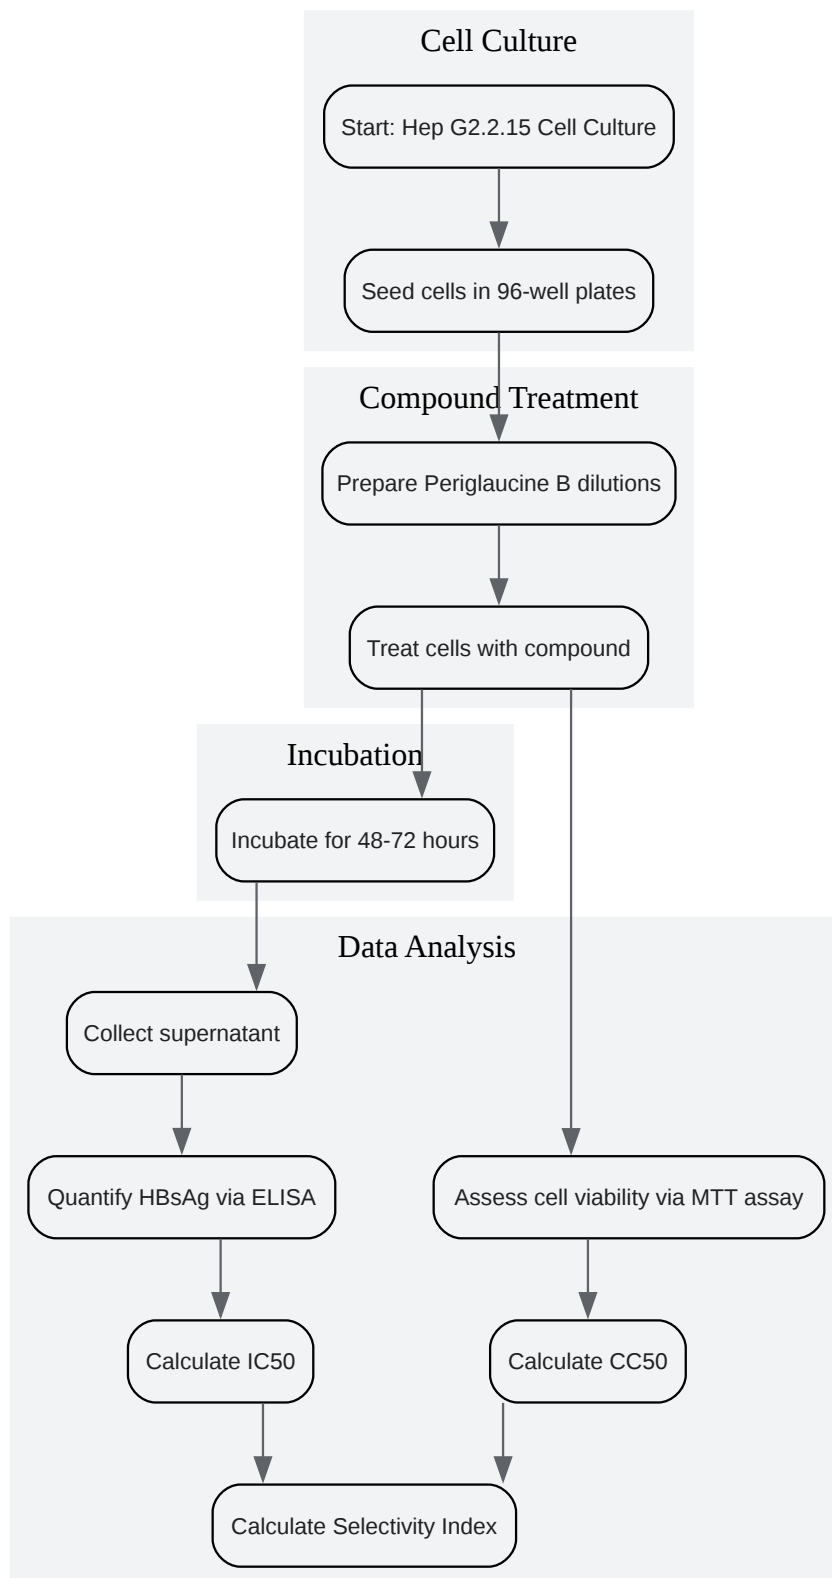 Cell Culture
Start: Hep G2.2.15 Cell Culture
Seed cells in 96-well plates
Compound Treatment
Prepare Periglaucine B dilutions
Treat cells with compound
Incubation
Incubate for 48-72 hours
Data Analysis
Collect supernatant
Quantify HBsAg via ELISA
Assess cell viability via MTT assay
Calculate IC50
Calculate CC50
Calculate Selectivity Index